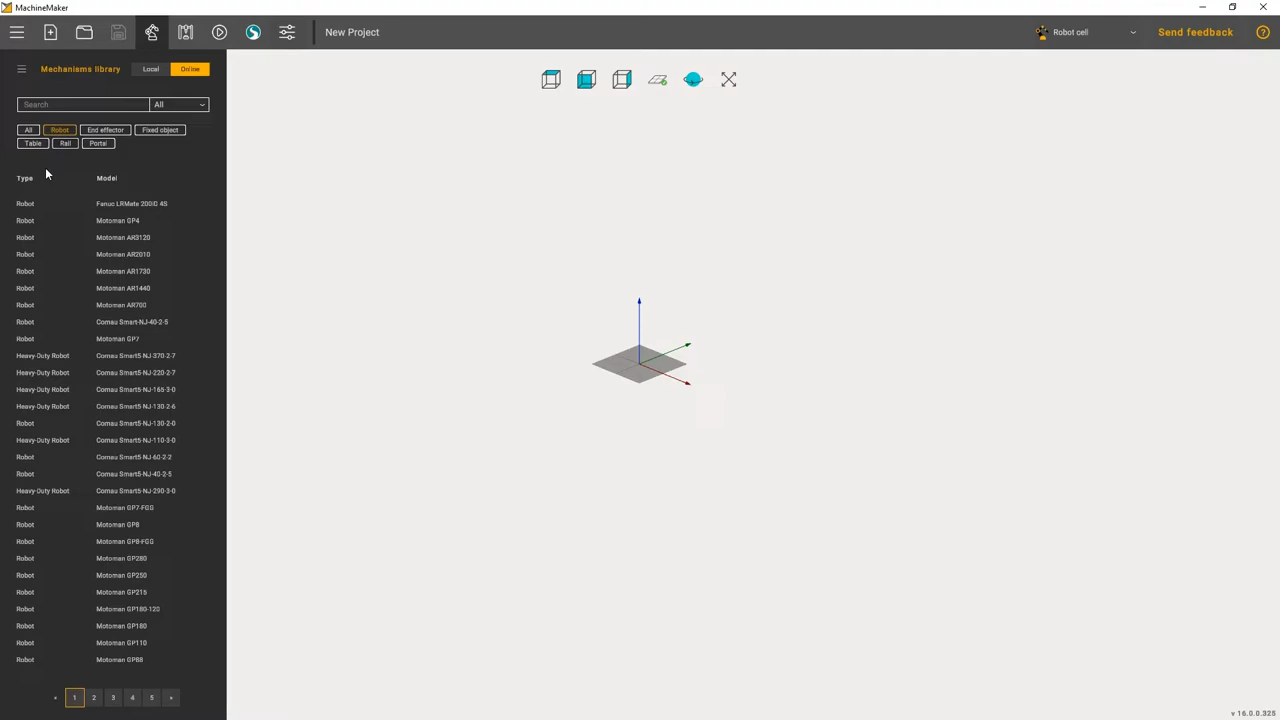 MachineMaker
New Project
Robot cell
Send feedback
?
Mechanisms library
Local
Online
Search
All
All
Robot
End effector
Fixed object
Table
Rail
Portal
Type Model
Robot Fanuc LRMate 200iD 4S
Robot Motoman GP4
Robot Motoman AR3120
Robot Motoman AR2010
Robot Motoman AR1730
Robot Motoman AR1440
Robot Motoman AR700
Robot Comau Smart-NJ-40-2-5
Robot Motoman GP7
Heavy-Duty Robot Comau Smart5-NJ-370-2-7
Heavy-Duty Robot Comau Smart5-NJ-220-2-7
Heavy-Duty Robot Comau Smart5-NJ-165-3-0
Heavy-Duty Robot Comau Smart5-NJ-130-2-6
Robot Comau Smart5-NJ-130-2-0
Heavy-Duty Robot Comau Smart5-NJ-110-3-0
Robot Comau Smart5-NJ-60-2-2
Robot Comau Smart5-NJ-40-2-5
Heavy-Duty Robot Comau Smart5-NJ-290-3-0
Robot Motoman GP7-FGG
Robot Motoman GP8
Robot Motoman GP8-FGG
Robot Motoman GP280
Robot Motoman GP250
Robot Motoman GP215
Robot Motoman GP180-120
Robot Motoman GP180
Robot Motoman GP110
Robot Motoman GP88
1 2 3 4 5
v 16.0.0.325